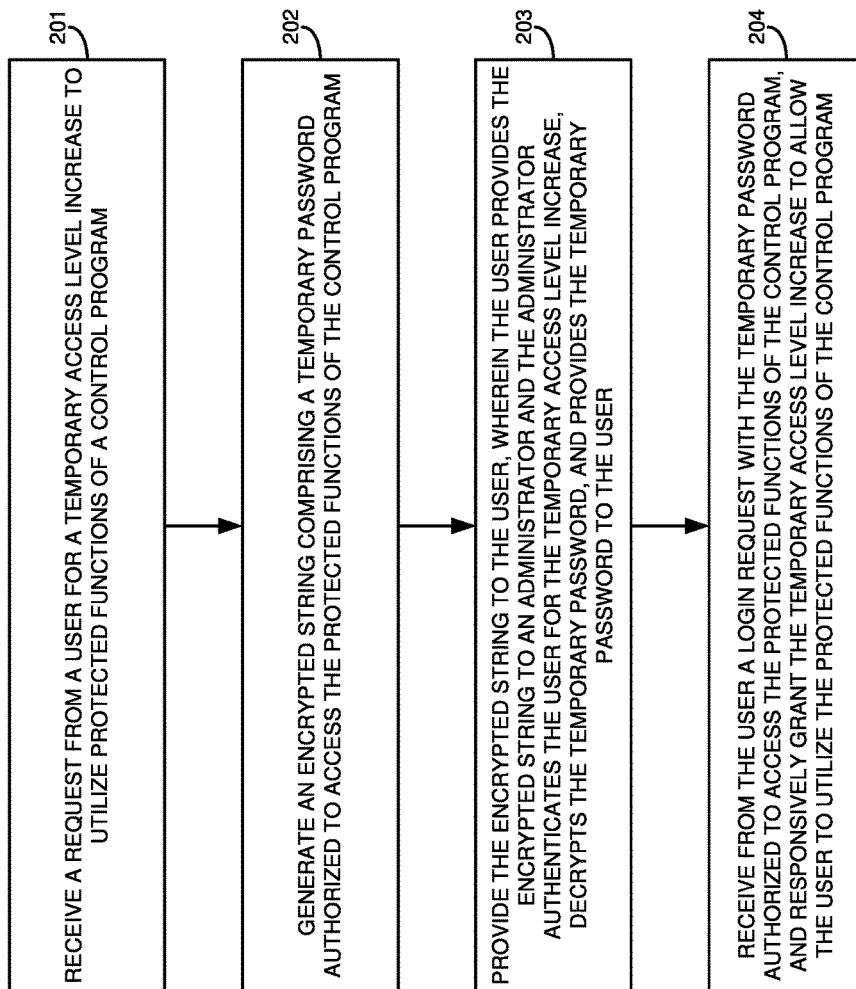 201
RECEIVE A REQUEST FROM A USER FOR A TEMPORARY ACCESS LEVEL INCREASE TO
UTILIZE PROTECTED FUNCTIONS OF A CONTROL PROGRAM
202
GENERATE AN ENCRYPTED STRING COMPRISING A TEMPORARY PASSWORD
AUTHORIZED TO ACCESS THE PROTECTED FUNCTIONS OF THE CONTROL PROGRAM
203
PROVIDE THE ENCRYPTED STRING TO THE USER, WHEREIN THE USER PROVIDES THE
ENCRYPTED STRING TO AN ADMINISTRATOR AND THE ADMINISTRATOR
AUTHENTICATES THE USER FOR THE TEMPORARY ACCESS LEVEL INCREASE,
DECRYPTS THE TEMPORARY PASSWORD, AND PROVIDES THE TEMPORARY
PASSWORD TO THE USER
204
RECEIVE FROM THE USER A LOGIN REQUEST WITH THE TEMPORARY PASSWORD
AUTHORIZED TO ACCESS THE PROTECTED FUNCTIONS OF THE CONTROL PROGRAM,
AND RESPONSIVELY GRANT THE TEMPORARY ACCESS LEVEL INCREASE TO ALLOW
THE USER TO UTILIZE THE PROTECTED FUNCTIONS OF THE CONTROL PROGRAM